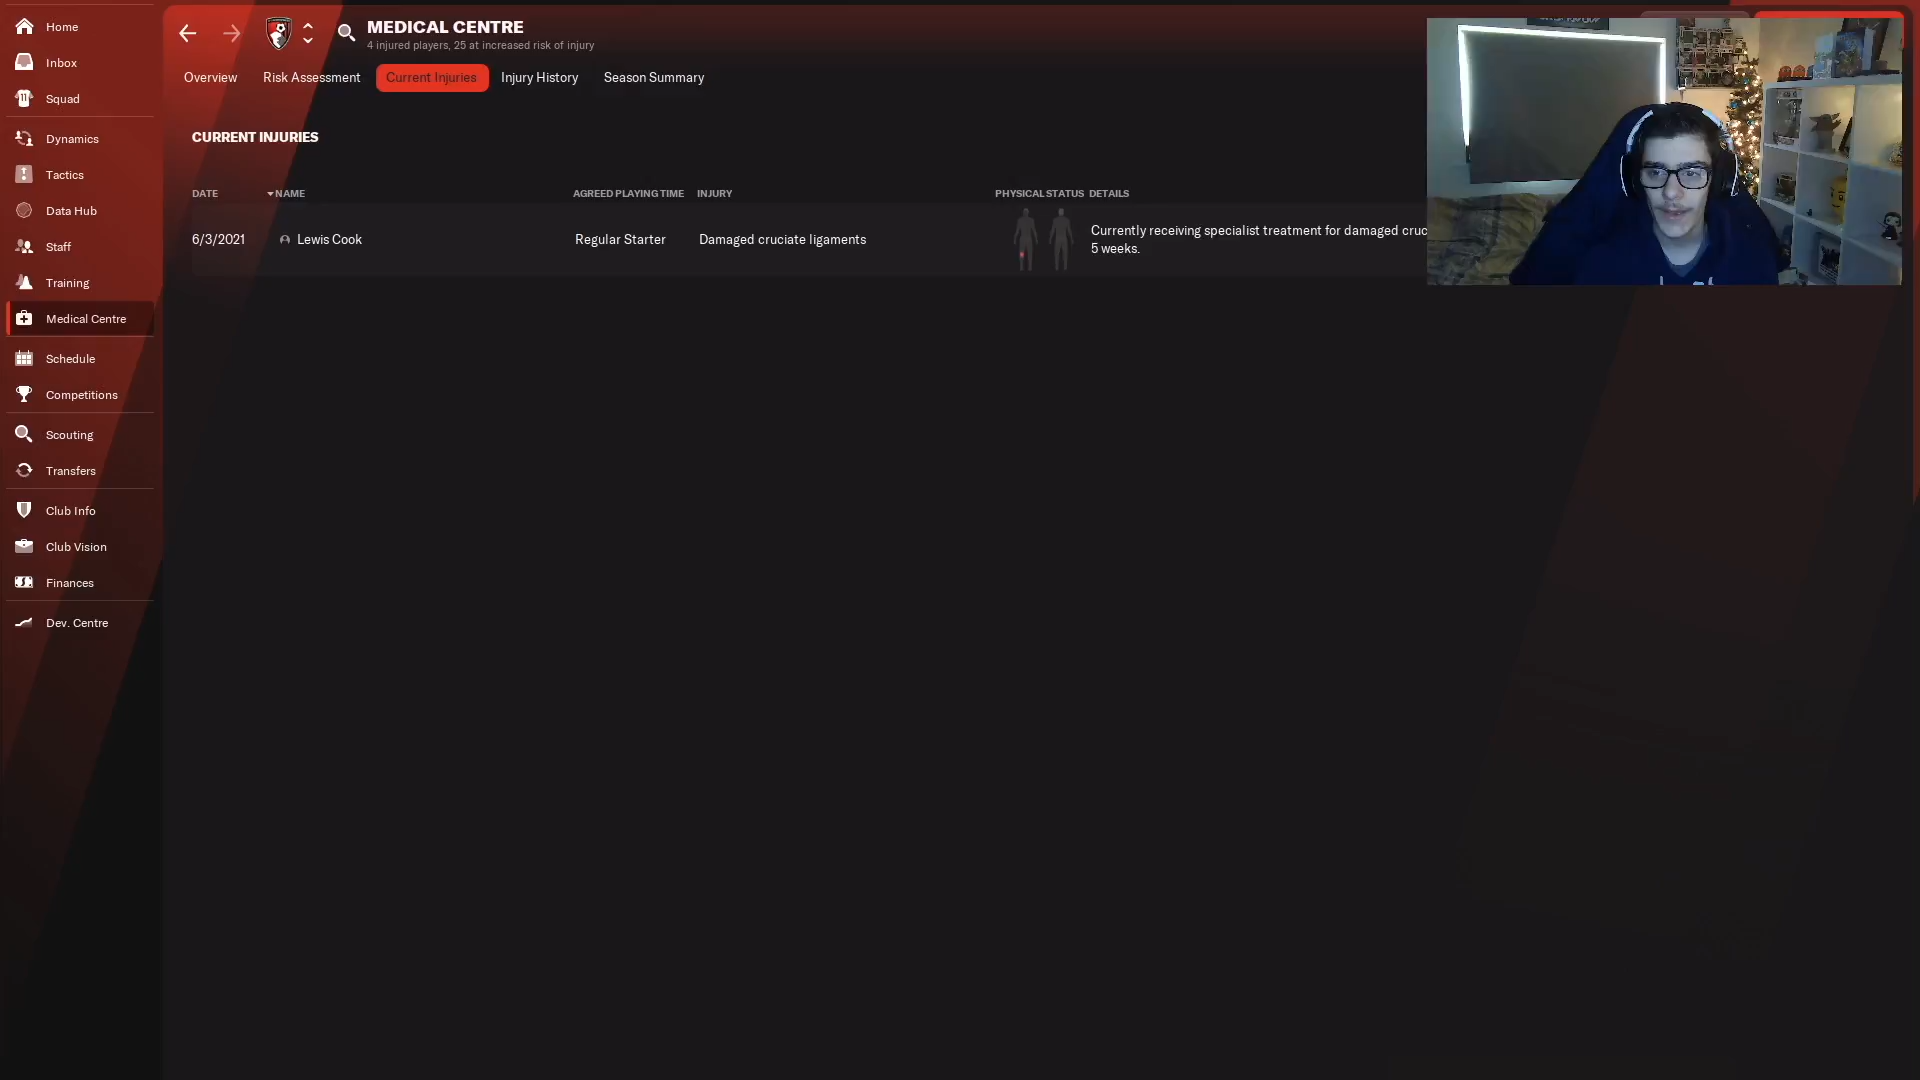 Home
Inbox
Squad
Dynamics
Tactics
Data Hub
Staff
Training
Medical Centre
Schedule
Competitions
Scouting
Transfers
Club Info
Club Vision
Finances
Dev. Centre
MEDICAL CENTRE
4 injured players, 25 at increased risk of injury
Overview Risk Assessment Current Injuries Injury History Season Summary
CURRENT INJURIES
DATE NAME AGREED PLAYING TIME INJURY PHYSICAL STATUS DETAILS
6/3/2021 Lewis Cook Regular Starter Damaged cruciate ligaments Currently receiving specialist treatment for damaged cruc
5 weeks.